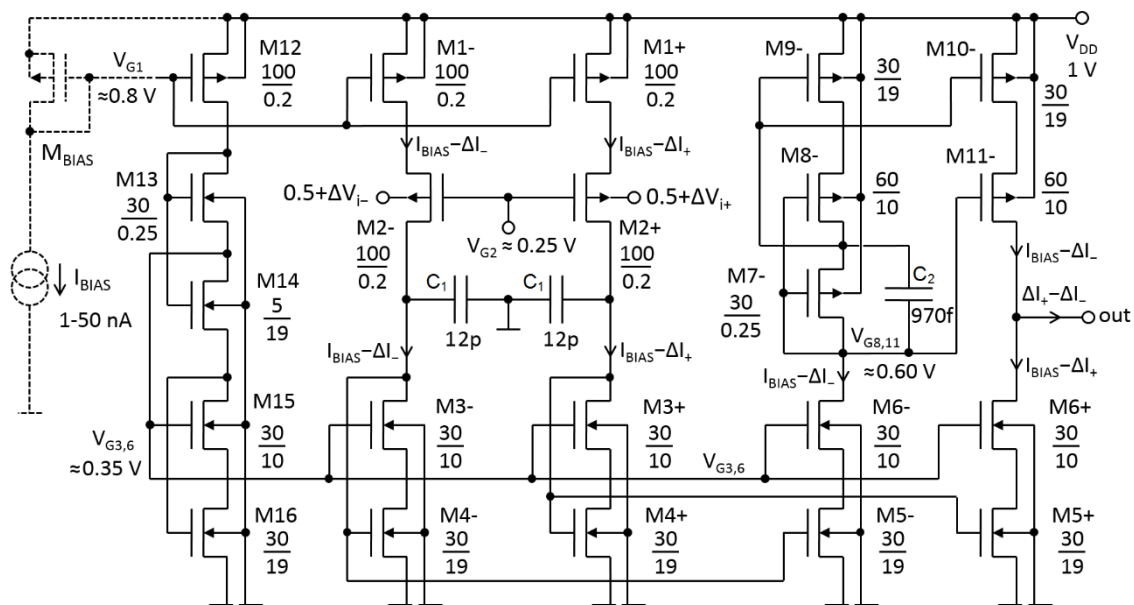 M12
100
0.2
V_G1
≈0.8 V
M_BIAS
I_BIAS
1-50 nA
M13
30
0.25
M14
5
19
M15
30
10
V_G3,6
≈0.35 V
M16
30
19
M1-
100
0.2
I_BIAS−ΔI_−
0.5+ΔV_i−
M2-
100
0.2
V_G2≈0.25 V
C_1
12p
C_1
12p
I_BIAS−ΔI_−
M3-
30
10
M4-
30
19
M1+
100
0.2
I_BIAS−ΔI_+
0.5+ΔV_i+
M2+
100
0.2
I_BIAS−ΔI_+
M3+
30
10
V_G3,6
M4+
30
19
M9-
30
19
M8-
60
10
M7-
30
0.25
C_2
970f
V_G8,11
≈0.60 V
I_BIAS−ΔI_−
M6-
30
10
M5-
30
19
M10-
30
19
M11-
60
10
V_DD
1 V
I_BIAS−ΔI_−
ΔI_+−ΔI_−
out
I_BIAS−ΔI_+
M6+
30
10
M5+
30
19